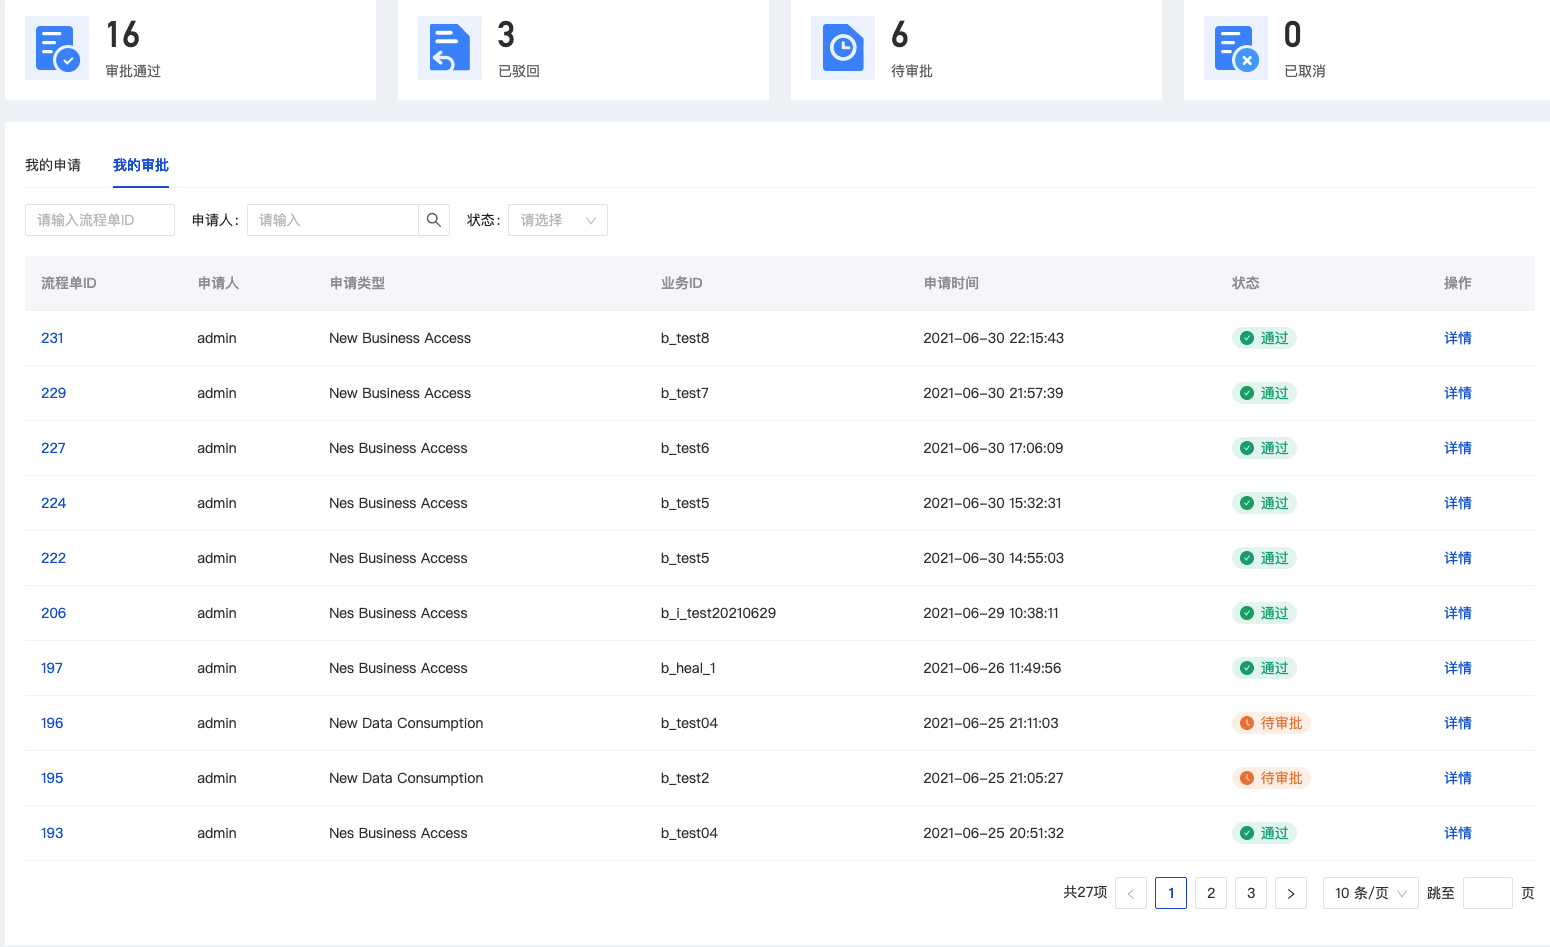 16
审批通过
3
已驳回
6
待审批
0
已取消
我的申请 我的审批
请输入流程单ID 申请人: 请输入 状态: 请选择
流程单ID 申请人 申请类型 业务ID 申请时间 状态 操作
231 admin New Business Access b_test8 2021-06-30 22:15:43 通过 详情
229 admin New Business Access b_test7 2021-06-30 21:57:39 通过 详情
227 admin Nes Business Access b_test6 2021-06-30 17:06:09 通过 详情
224 admin Nes Business Access b_test5 2021-06-30 15:32:31 通过 详情
222 admin Nes Business Access b_test5 2021-06-30 14:55:03 通过 详情
206 admin Nes Business Access b_i_test20210629 2021-06-29 10:38:11 通过 详情
197 admin Nes Business Access b_heal_1 2021-06-26 11:49:56 通过 详情
196 admin New Data Consumption b_test04 2021-06-25 21:11:03 待审批 详情
195 admin New Data Consumption b_test2 2021-06-25 21:05:27 待审批 详情
193 admin Nes Business Access b_test04 2021-06-25 20:51:32 通过 详情
共27项 < 1 2 3 > 10 条/页 跳至 页